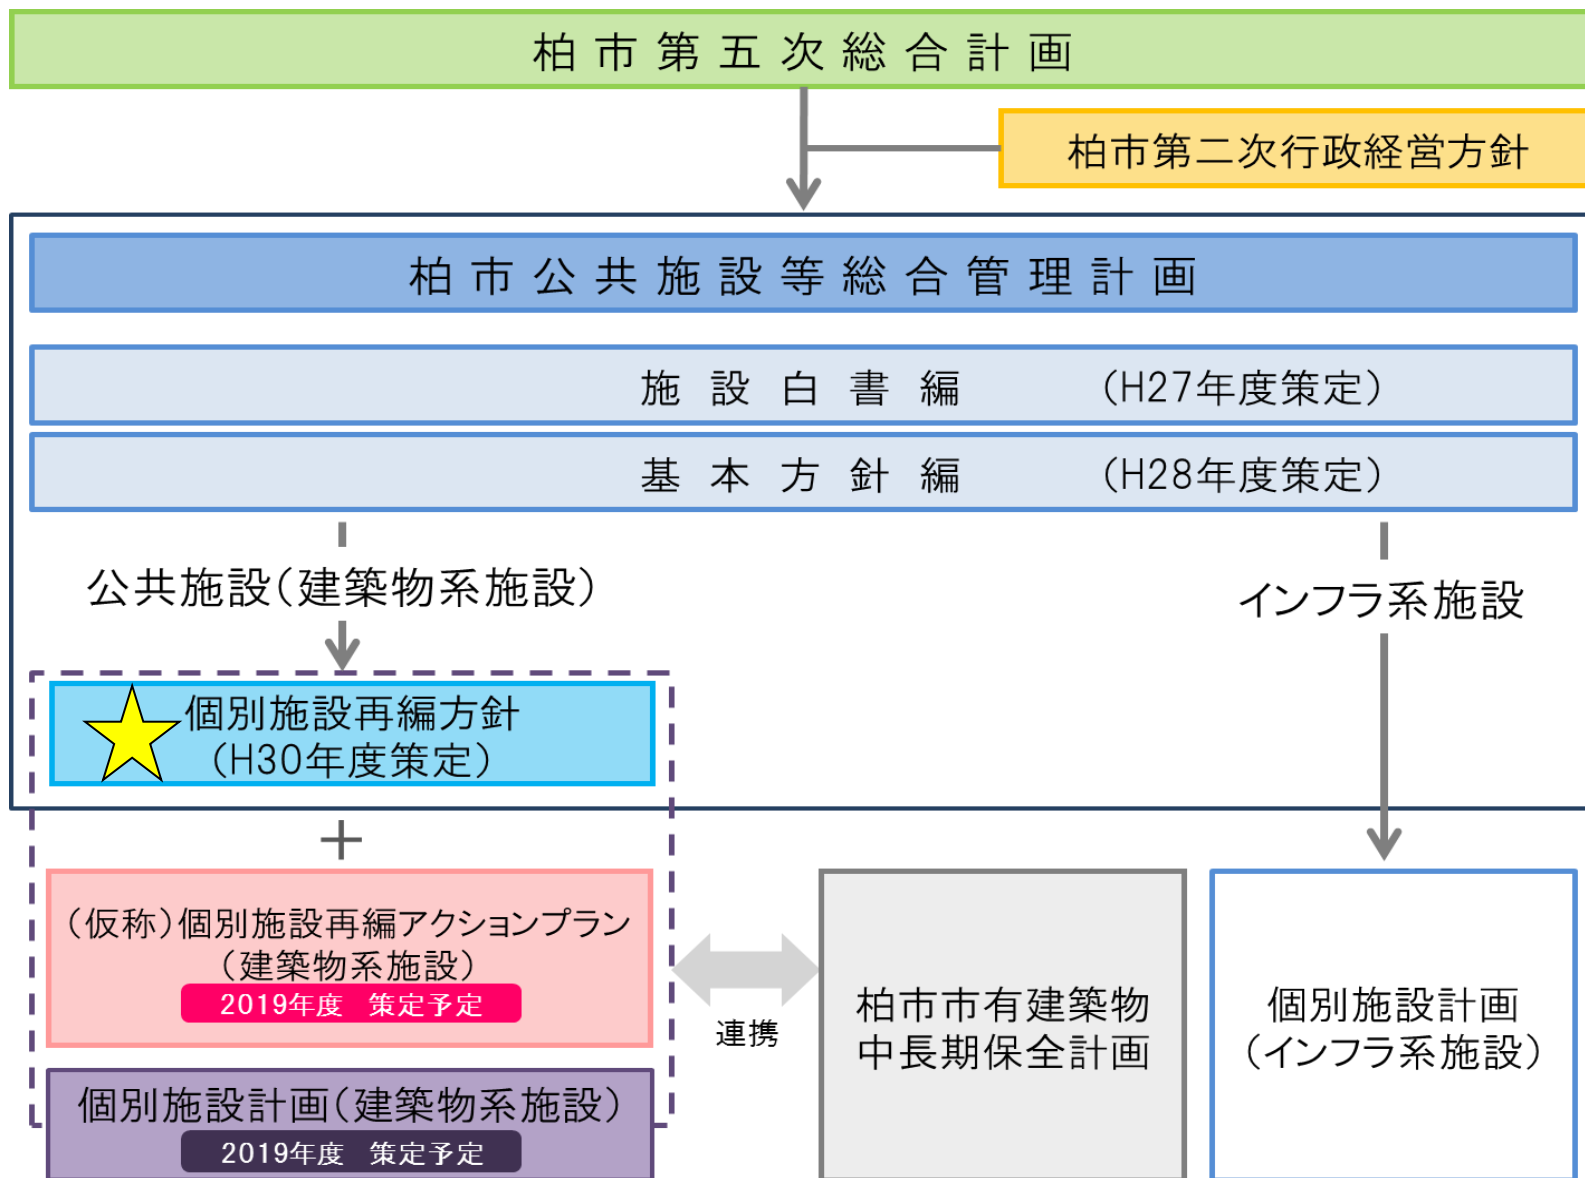 柏市第五次総合計画
柏市第二次行政経営方針
柏市公共施設等総合管理計画
施設白書編　（H27年度策定）
基本方針編　（H28年度策定）
公共施設（建築物系施設）
インフラ系施設
個別施設再編方針
（H30年度策定）
＋
（仮称）個別施設再編アクションプラン
（建築物系施設）
2019年度　策定予定
連携
柏市市有建築物
中長期保全計画
個別施設計画
（インフラ系施設）
個別施設計画（建築物系施設）
2019年度　策定予定